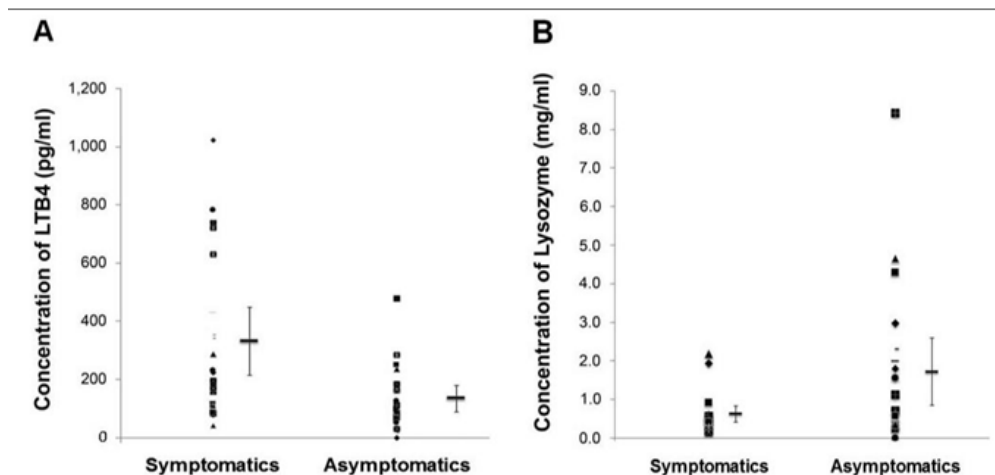 A
Concentration of LTB4 (pg/ml)
1,200
1,000
800
600
400
200
0
Symptomatics Asymptomatics
B
Concentration of Lysozyme (mg/ml)
9.0
8.0
7.0
6.0
5.0
4.0
3.0
2.0
1.0
0.0
Symptomatics Asymptomatics